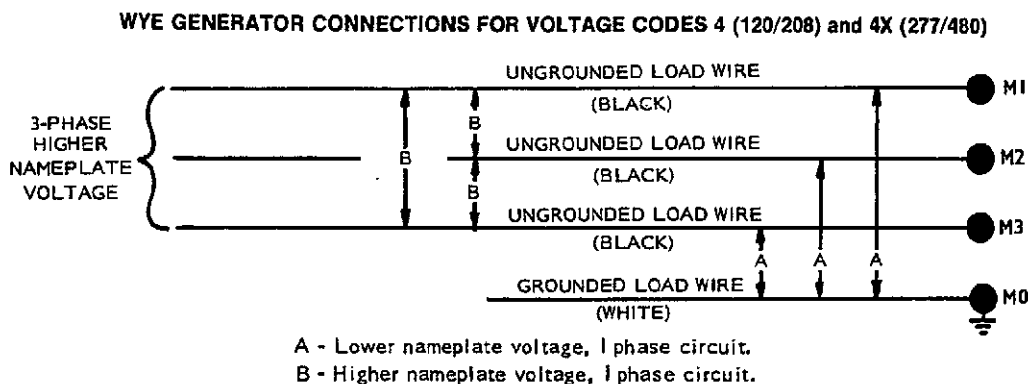 WYE GENERATOR CONNECTIONS FOR VOLTAGE CODES 4 (120/208) and 4X (277/480)
UNGROUNDED LOAD WIRE
(BLACK)
M1
3-PHASE
HIGHER
NAMEPLATE
VOLTAGE
B
B
UNGROUNDED LOAD WIRE
(BLACK)
M2
B
UNGROUNDED LOAD WIRE
(BLACK)
M3
A
A
A
GROUNDED LOAD WIRE
(WHITE)
M0
A - Lower nameplate voltage, 1 phase circuit.
B - Higher nameplate voltage, 1 phase circuit.